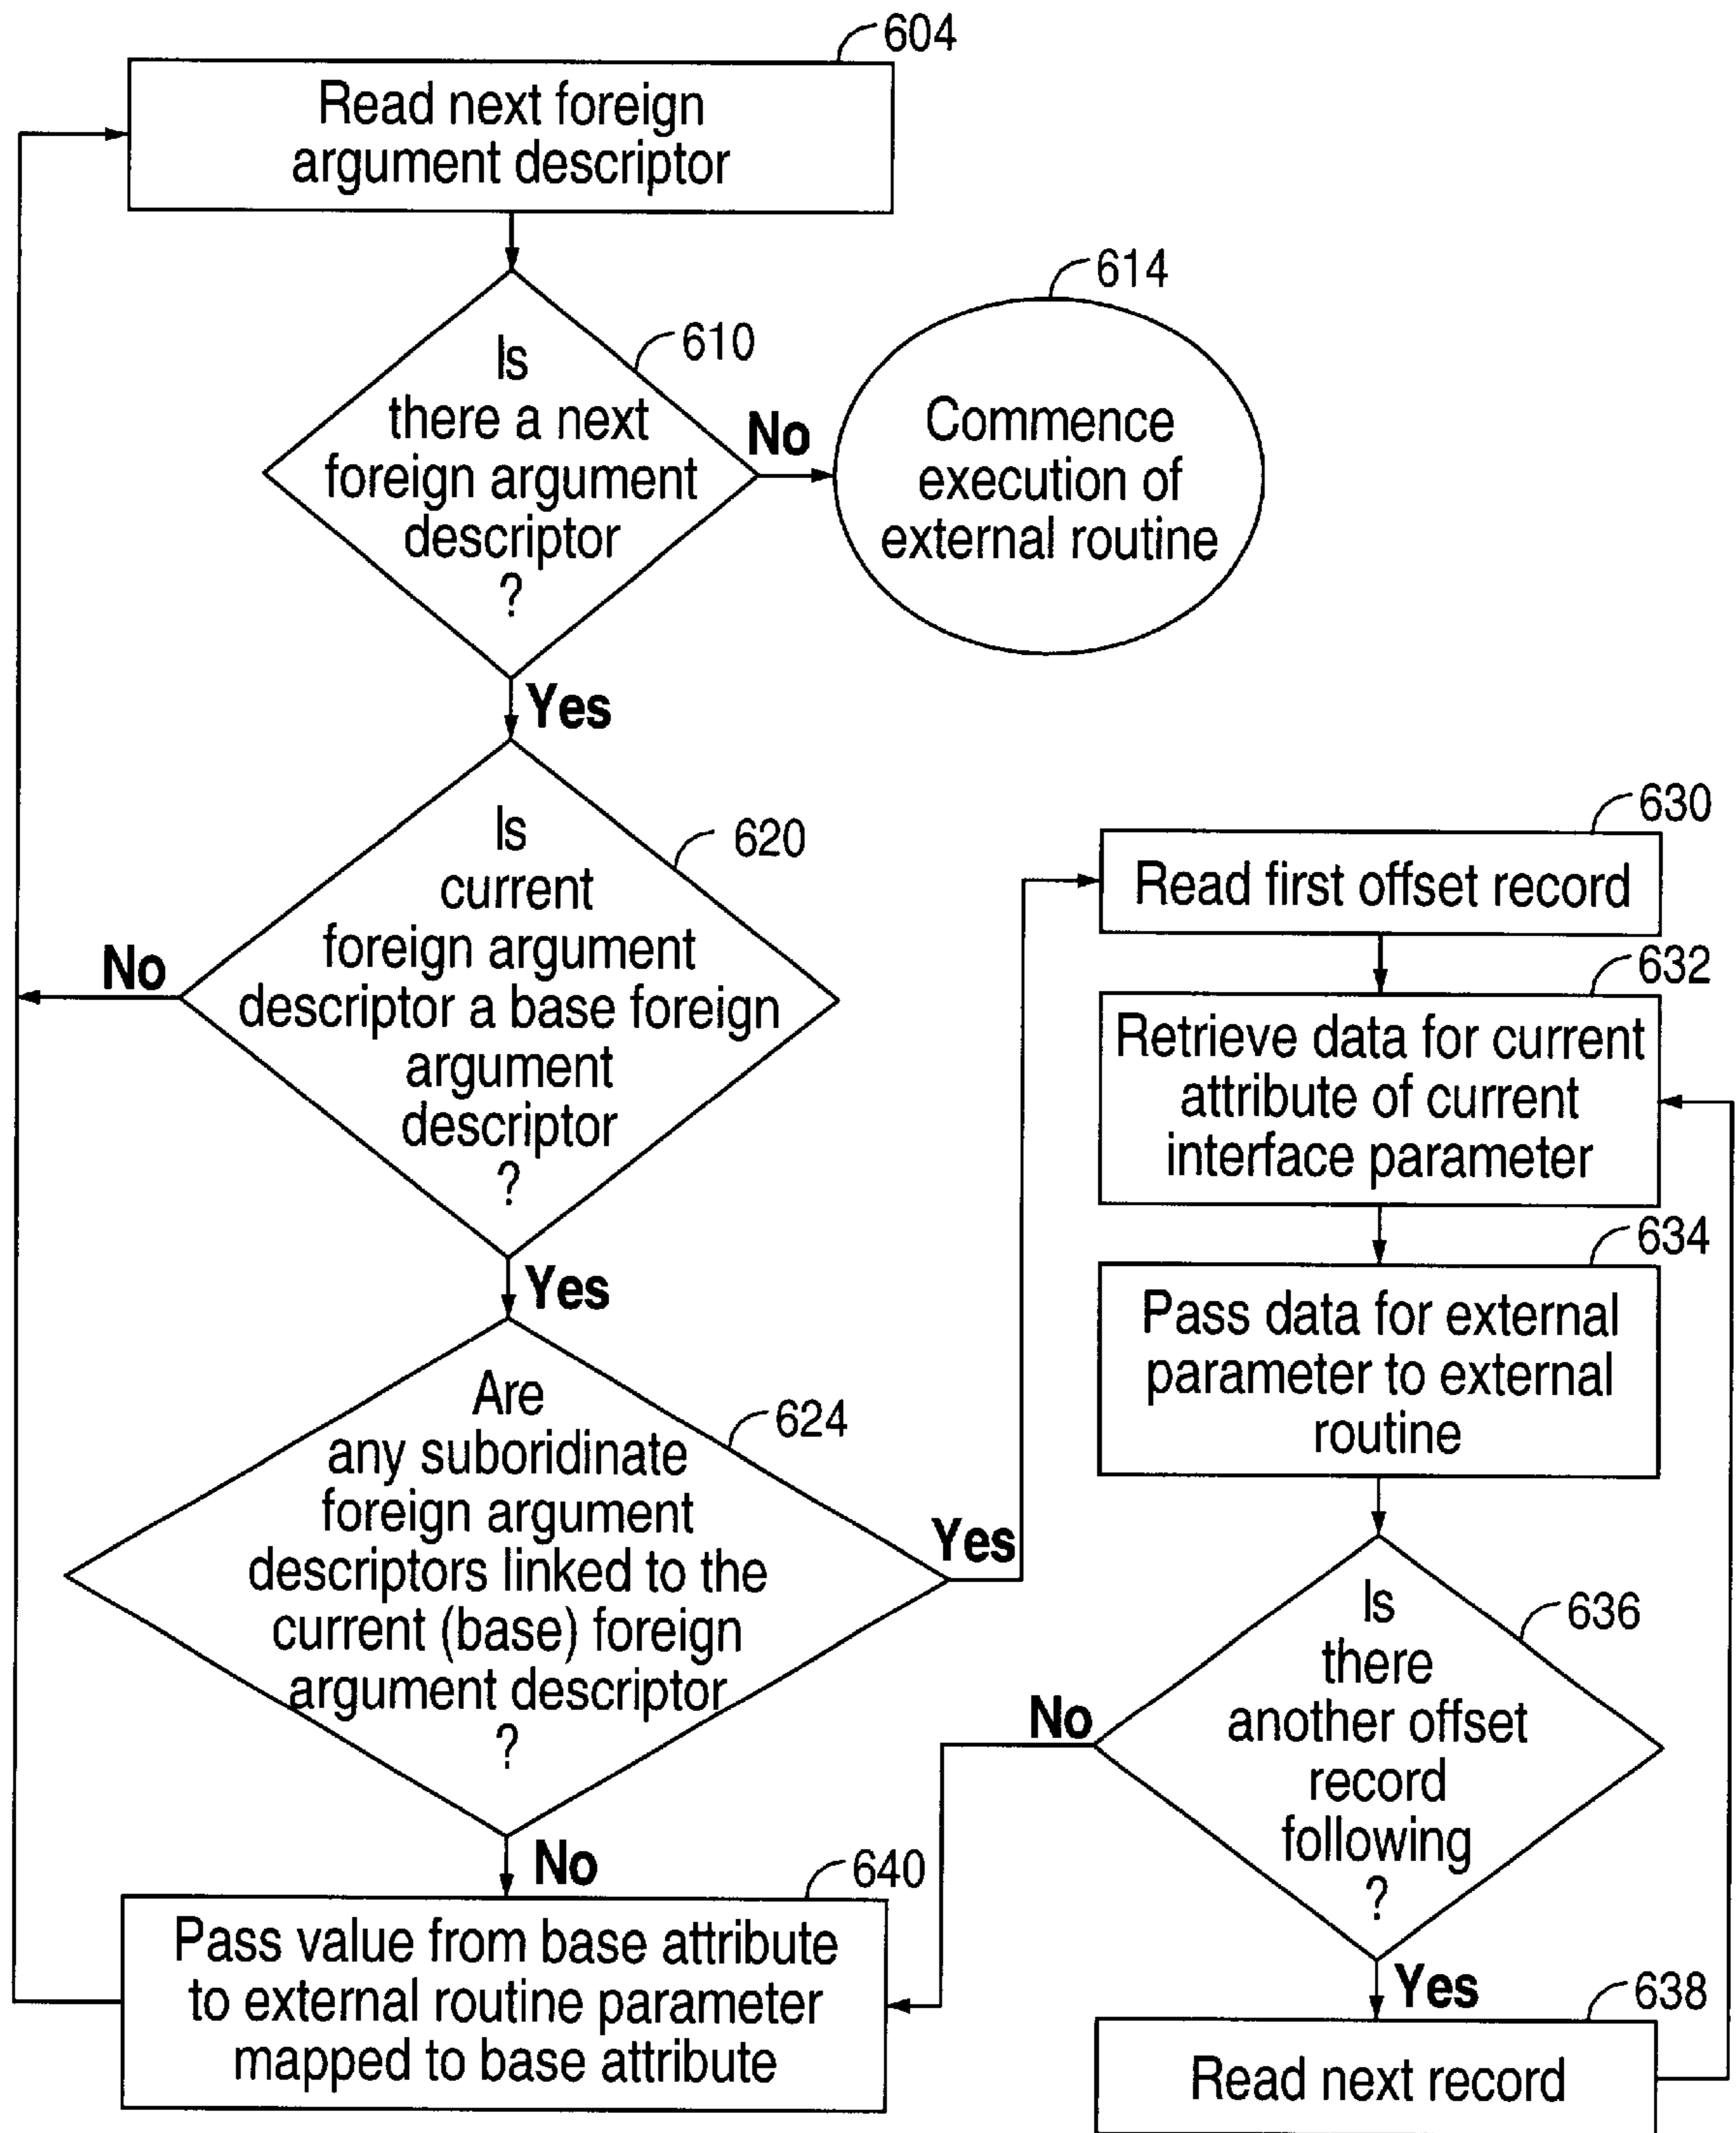 604
Read next foreign
argument descriptor
610
Is
there a next
foreign argument
descriptor
?
No
614
Commence
execution of
external routine
Yes
620
Is
current
foreign argument
descriptor a base foreign
argument
descriptor
?
No
Yes
624
Are
any suboridinate
foreign argument
descriptors linked to the
current (base) foreign
argument descriptor
?
Yes
No
630
Read first offset record
632
Retrieve data for current
attribute of current
interface parameter
634
Pass data for external
parameter to external
routine
636
Is
there
another offset
record
following
?
No
Yes
638
Read next record
640
Pass value from base attribute
to external routine parameter
mapped to base attribute